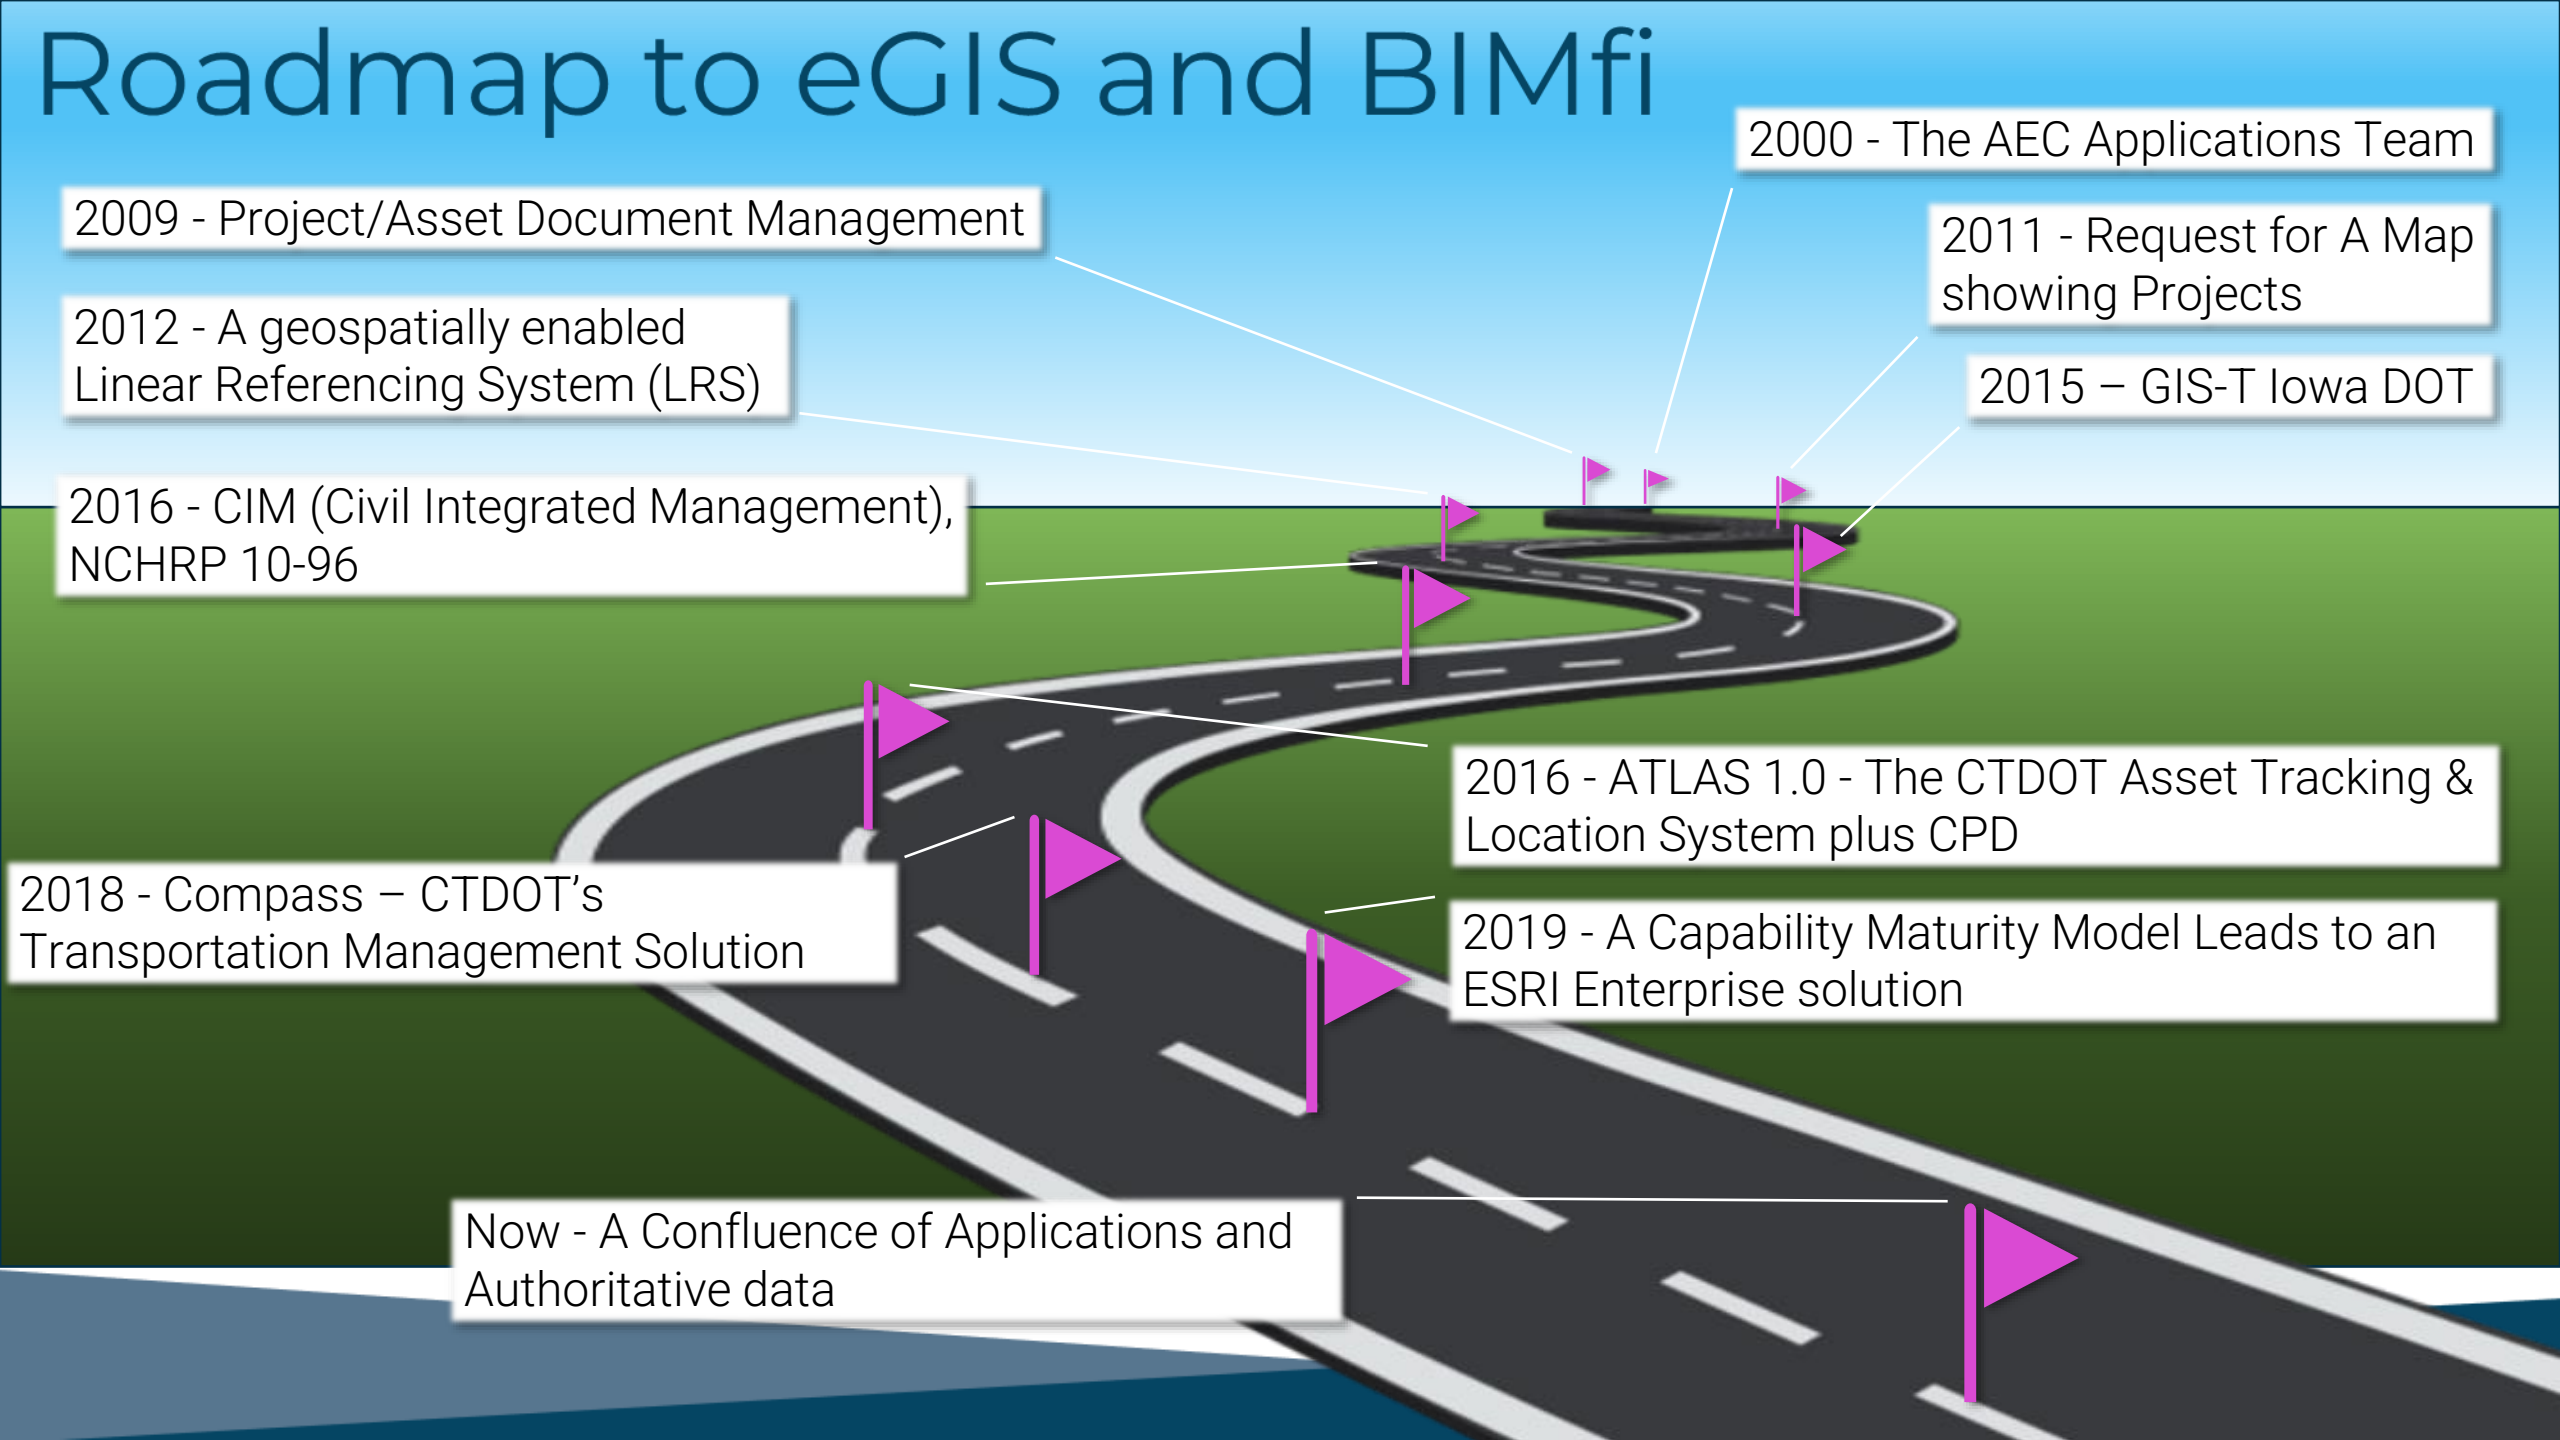 Roadmap to eGIS and BIMfi
2000 - The AEC Applications Team
2009 - Project/Asset Document Management
2011 - Request for A Map
showing Projects
2012 - A geospatially enabled
Linear Referencing System (LRS)
2015 – GIS-T Iowa DOT
2016 - CIM (Civil Integrated Management),
NCHRP 10-96
2016 - ATLAS 1.0 - The CTDOT Asset Tracking &
Location System plus CPD
2018 - Compass – CTDOT’s
Transportation Management Solution
2019 - A Capability Maturity Model Leads to an
ESRI Enterprise solution
Now - A Confluence of Applications and
Authoritative data